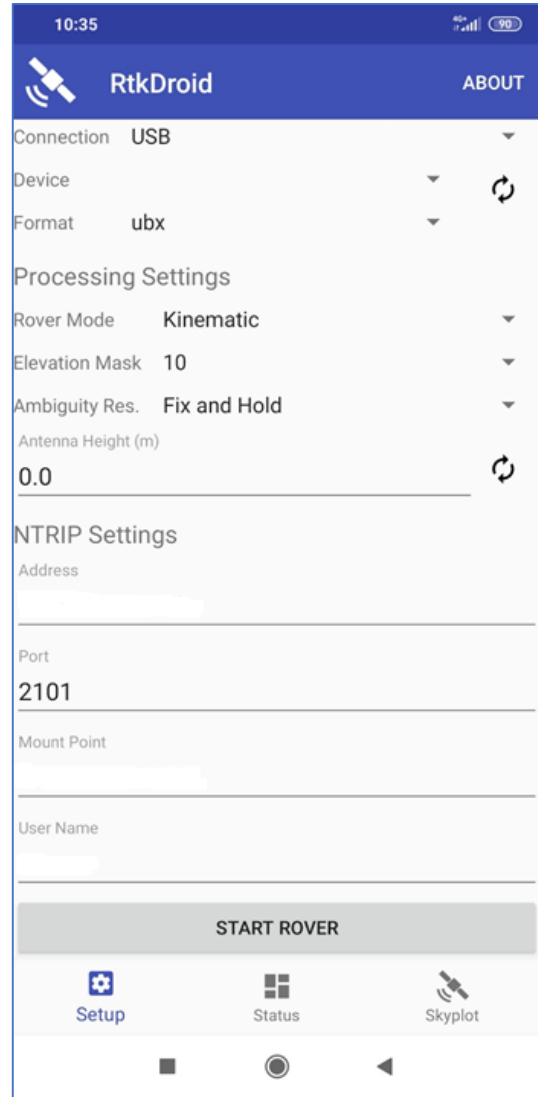 10:35
4G+ 90
RtkDroid ABOUT
Connection USB
Device
Format ubx
Processing Settings
Rover Mode Kinematic
Elevation Mask 10
Ambiguity Res. Fix and Hold
Antenna Height (m)
0.0
NTRIP Settings
Address
Port
2101
Mount Point
User Name
START ROVER
Setup Status Skyplot